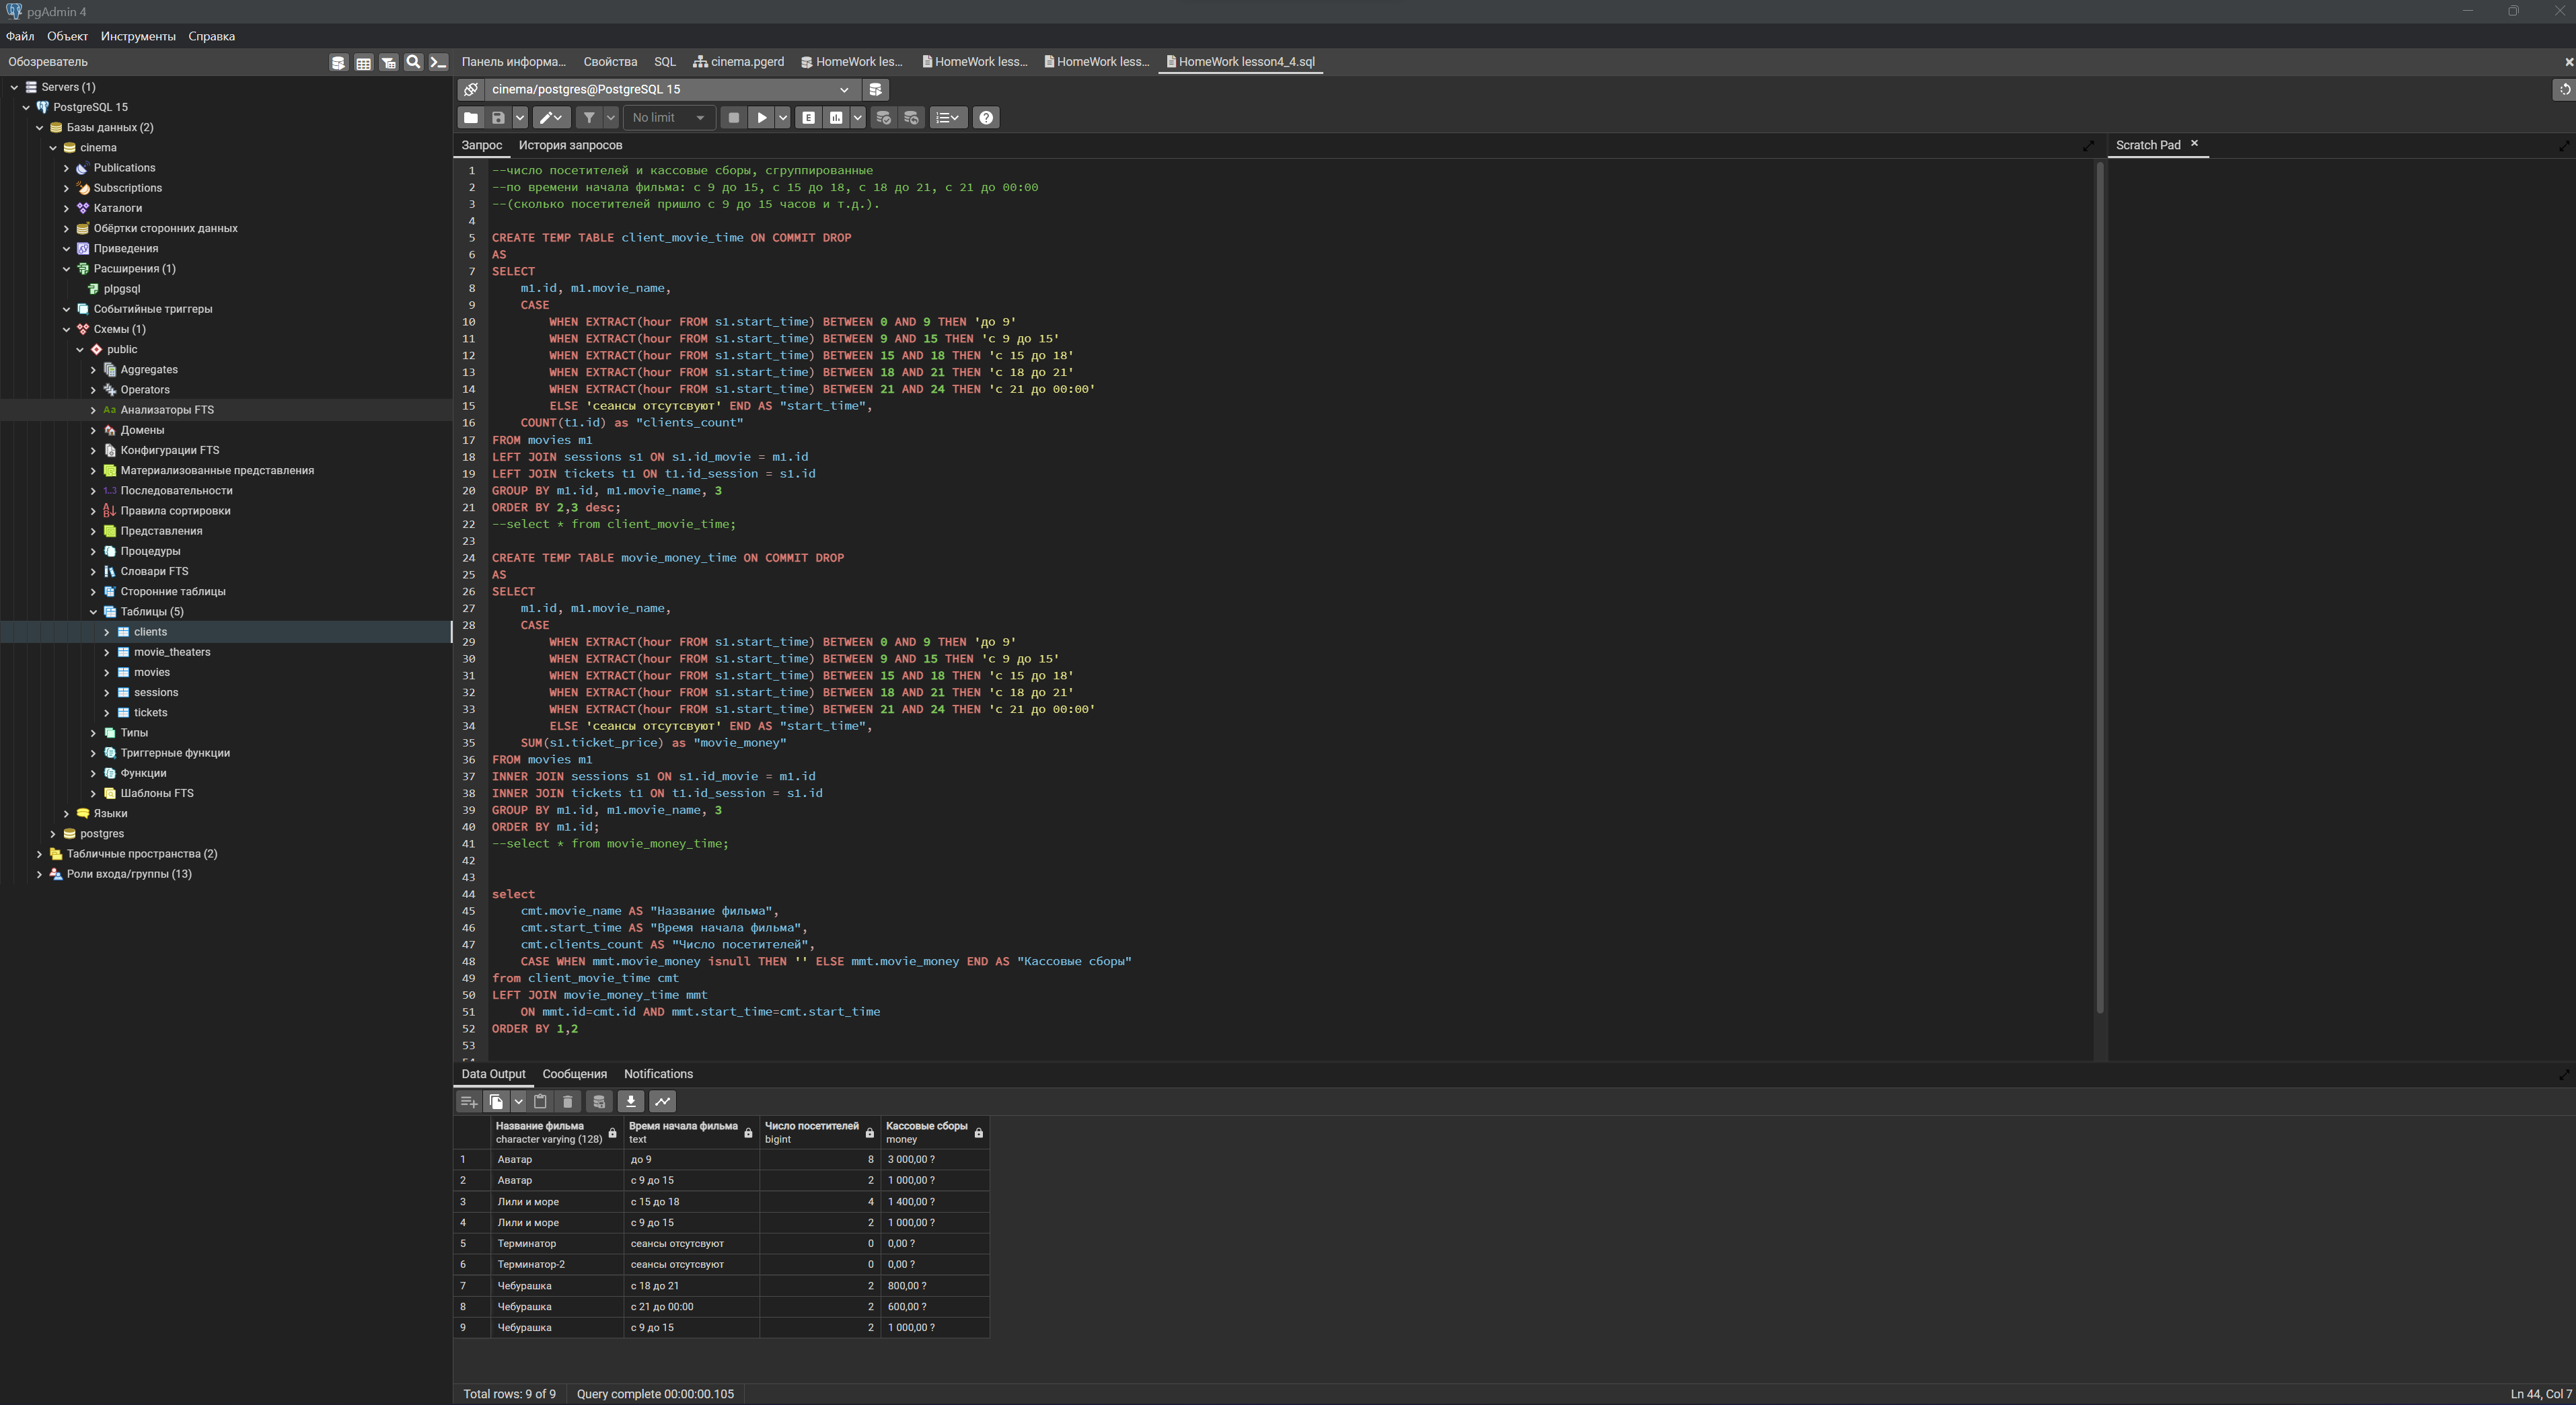 pgAdmin 4
Файл Объект Инструменты Справка
Обозреватель
Servers (1)
PostgreSQL 15
Базы данных (2)
cinema
Publications
Subscriptions
Каталоги
Обёртки сторонних данных
Приведения
Расширения (1)
plpgsql
Событийные триггеры
Схемы (1)
public
Aggregates
Operators
Aa Анализаторы FTS
Домены
Конфигурации FTS
Материализованные представления
1..3 Последовательности
Правила сортировки
Представления
Процедуры
Словари FTS
Сторонние таблицы
Таблицы (5)
clients
movie_theaters
movies
sessions
tickets
Типы
Триггерные функции
Функции
Шаблоны FTS
Языки
postgres
Табличные пространства (2)
Роли входа/группы (13)
Панель информа... Свойства SQL cinema.pgerd HomeWork les... HomeWork less... HomeWork less... HomeWork lesson4_4.sql
cinema/postgres@PostgreSQL 15
No limit
Запрос История запросов
Scratch Pad
1 --число посетителей и кассовые сборы, сгруппированные
2 --по времени начала фильма: с 9 до 15, с 15 до 18, с 18 до 21, с 21 до 00:00
3 --(сколько посетителей пришло с 9 до 15 часов и т.д.).
4
5 CREATE TEMP TABLE client_movie_time ON COMMIT DROP
6 AS
7 SELECT
8 m1.id, m1.movie_name,
9 CASE
10 WHEN EXTRACT(hour FROM s1.start_time) BETWEEN 0 AND 9 THEN 'до 9'
11 WHEN EXTRACT(hour FROM s1.start_time) BETWEEN 9 AND 15 THEN 'с 9 до 15'
12 WHEN EXTRACT(hour FROM s1.start_time) BETWEEN 15 AND 18 THEN 'с 15 до 18'
13 WHEN EXTRACT(hour FROM s1.start_time) BETWEEN 18 AND 21 THEN 'с 18 до 21'
14 WHEN EXTRACT(hour FROM s1.start_time) BETWEEN 21 AND 24 THEN 'с 21 до 00:00'
15 ELSE 'сеансы отсутсвуют' END AS "start_time",
16 COUNT(t1.id) as "clients_count"
17 FROM movies m1
18 LEFT JOIN sessions s1 ON s1.id_movie = m1.id
19 LEFT JOIN tickets t1 ON t1.id_session = s1.id
20 GROUP BY m1.id, m1.movie_name, 3
21 ORDER BY 2,3 desc;
22 --select * from client_movie_time;
23
24 CREATE TEMP TABLE movie_money_time ON COMMIT DROP
25 AS
26 SELECT
27 m1.id, m1.movie_name,
28 CASE
29 WHEN EXTRACT(hour FROM s1.start_time) BETWEEN 0 AND 9 THEN 'до 9'
30 WHEN EXTRACT(hour FROM s1.start_time) BETWEEN 9 AND 15 THEN 'с 9 до 15'
31 WHEN EXTRACT(hour FROM s1.start_time) BETWEEN 15 AND 18 THEN 'с 15 до 18'
32 WHEN EXTRACT(hour FROM s1.start_time) BETWEEN 18 AND 21 THEN 'с 18 до 21'
33 WHEN EXTRACT(hour FROM s1.start_time) BETWEEN 21 AND 24 THEN 'с 21 до 00:00'
34 ELSE 'сеансы отсутсвуют' END AS "start_time",
35 SUM(s1.ticket_price) as "movie_money"
36 FROM movies m1
37 INNER JOIN sessions s1 ON s1.id_movie = m1.id
38 INNER JOIN tickets t1 ON t1.id_session = s1.id
39 GROUP BY m1.id, m1.movie_name, 3
40 ORDER BY m1.id;
41 --select * from movie_money_time;
42
43
44 select
45 cmt.movie_name AS "Название фильма",
46 cmt.start_time AS "Время начала фильма",
47 cmt.clients_count AS "Число посетителей",
48 CASE WHEN mmt.movie_money isnull THEN '' ELSE mmt.movie_money END AS "Кассовые сборы"
49 from client_movie_time cmt
50 LEFT JOIN movie_money_time mmt
51 ON mmt.id=cmt.id AND mmt.start_time=cmt.start_time
52 ORDER BY 1,2
53
54
Data Output Сообщения Notifications
Название фильма Время начала фильма Число посетителей Кассовые сборы
character varying (128) text bigint money
1 Аватар до 9 8 3 000,00 ?
2 Аватар с 9 до 15 2 1 000,00 ?
3 Лили и море с 15 до 18 4 1 400,00 ?
4 Лили и море с 9 до 15 2 1 000,00 ?
5 Терминатор сеансы отсутсвуют 0 0,00 ?
6 Терминатор-2 сеансы отсутсвуют 0 0,00 ?
7 Чебурашка с 18 до 21 2 800,00 ?
8 Чебурашка с 21 до 00:00 2 600,00 ?
9 Чебурашка с 9 до 15 2 1 000,00 ?
Total rows: 9 of 9 Query complete 00:00:00.105 Ln 44, Col 7